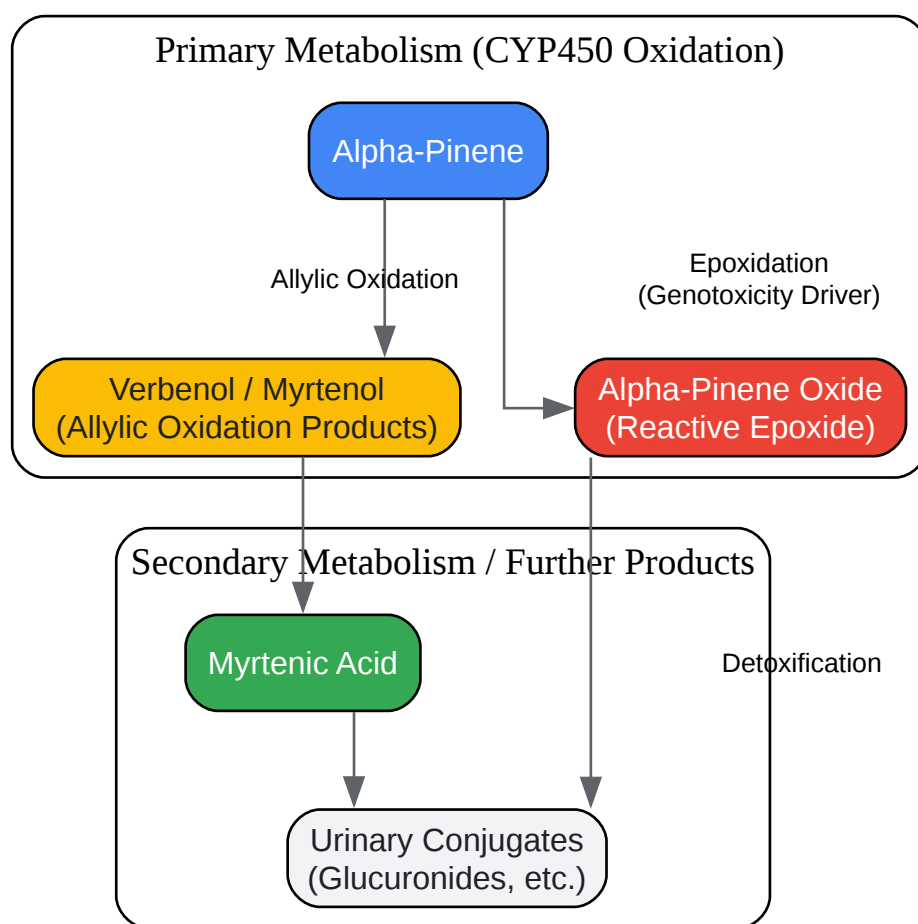 Primary Metabolism (CYP450 Oxidation)
Alpha-Pinene
Allylic Oxidation
Epoxidation
(Genotoxicity Driver)
Verbenol / Myrtenol
(Allylic Oxidation Products)
Alpha-Pinene Oxide
(Reactive Epoxide)
Secondary Metabolism / Further Products
Myrtenic Acid
Detoxification
Urinary Conjugates
(Glucuronides, etc.)